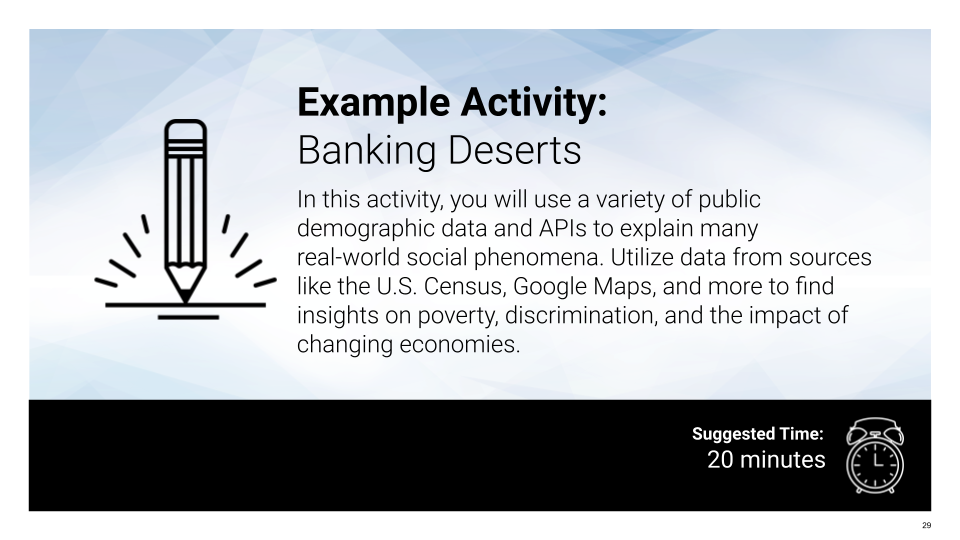 Example Activity:
Banking Deserts
In this activity, you will use a variety of public
demographic data and APIs to explain many
real-world social phenomena. Utilize data from sources
like the U.S. Census, Google Maps, and more to find
insights on poverty, discrimination, and the impact of
changing economies.
Suggested Time:
20 minutes
29